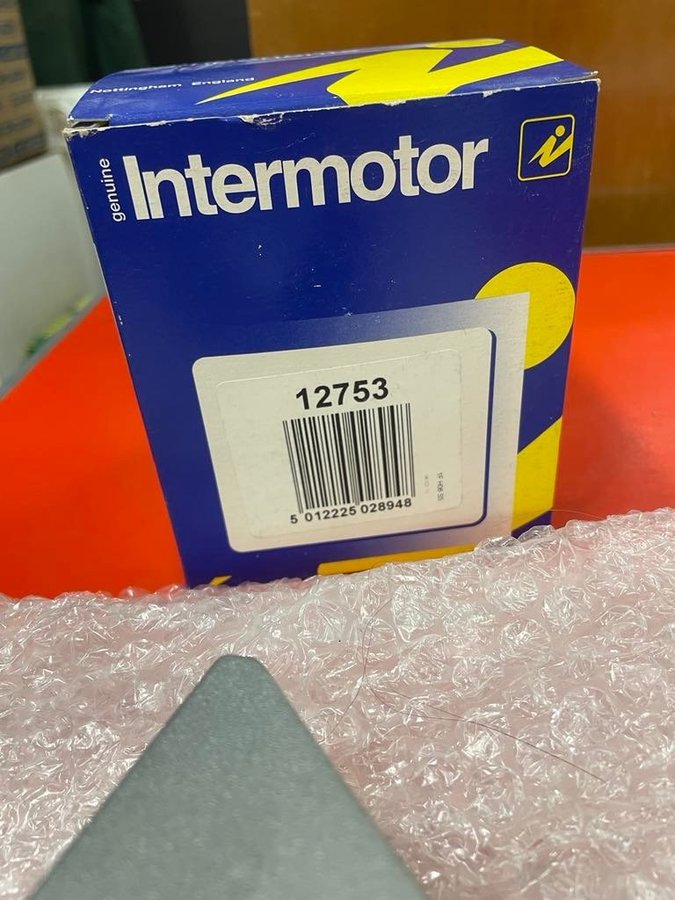 Nottingham England
genuine
Intermotor
12753
5 012225 028948